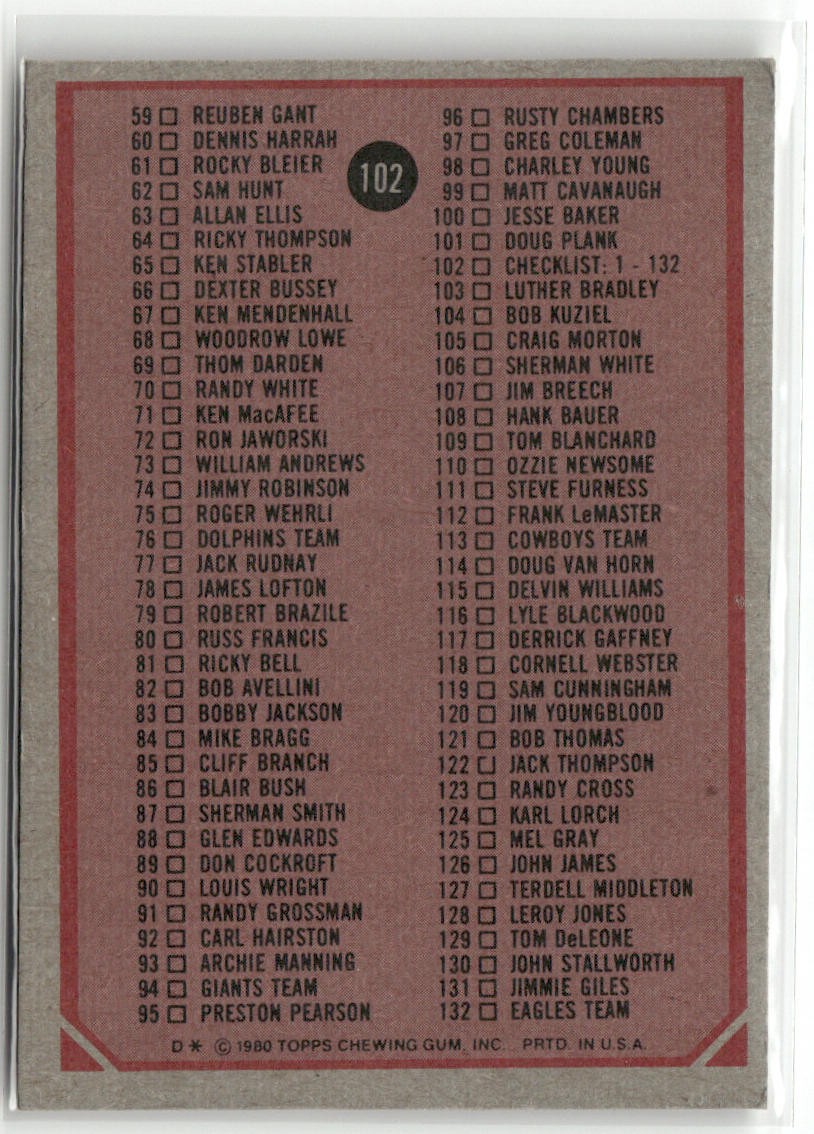 59 □ REUBEN GANT
60 □ DENNIS HARRAH
61 □ ROCKY BLEIER
62 □ SAM HUNT
63 □ ALLAN ELLIS
64 □ RICKY THOMPSON
65 □ KEN STABLER
66 □ DEXTER BUSSEY
67 □ KEN MENDENHALL
68 □ WOODROW LOWE
69 □ THOM DARDEN
70 □ RANDY WHITE
71 □ KEN MacAFEE
72 □ RON JAWORSKI
73 □ WILLIAM ANDREWS
74 □ JIMMY ROBINSON
75 □ ROGER WEHRLI
76 □ DOLPHINS TEAM
77 □ JACK RUDNAY
78 □ JAMES LOFTON
79 □ ROBERT BRAZILE
80 □ RUSS FRANCIS
81 □ RICKY BELL
82 □ BOB AVELLINI
83 □ BOBBY JACKSON
84 □ MIKE BRAGG
85 □ CLIFF BRANCH
86 □ BLAIR BUSH
87 □ SHERMAN SMITH
88 □ GLEN EDWARDS
89 □ DON COCKROFT
90 □ LOUIS WRIGHT
91 □ RANDY GROSSMAN
92 □ CARL HAIRSTON
93 □ ARCHIE MANNING
94 □ GIANTS TEAM
95 □ PRESTON PEARSON
102
96 □ RUSTY CHAMBERS
97 □ GREG COLEMAN
98 □ CHARLEY YOUNG
99 □ MATT CAVANAUGH
100 □ JESSE BAKER
101 □ DOUG PLANK
102 □ CHECKLIST: 1 - 132
103 □ LUTHER BRADLEY
104 □ BOB KUZIEL
105 □ CRAIG MORTON
106 □ SHERMAN WHITE
107 □ JIM BREECH
108 □ HANK BAUER
109 □ TOM BLANCHARD
110 □ OZZIE NEWSOME
111 □ STEVE FURNESS
112 □ FRANK LeMASTER
113 □ COWBOYS TEAM
114 □ DOUG VAN HORN
115 □ DELVIN WILLIAMS
116 □ LYLE BLACKWOOD
117 □ DERRICK GAFFNEY
118 □ CORNELL WEBSTER
119 □ SAM CUNNINGHAM
120 □ JIM YOUNGBLOOD
121 □ BOB THOMAS
122 □ JACK THOMPSON
123 □ RANDY CROSS
124 □ KARL LORCH
125 □ MEL GRAY
126 □ JOHN JAMES
127 □ TERDELL MIDDLETON
128 □ LEROY JONES
129 □ TOM DeLEONE
130 □ JOHN STALLWORTH
131 □ JIMMIE GILES
132 □ EAGLES TEAM
D * © 1980 TOPPS CHEWING GUM, INC. PRTD. IN U.S.A.